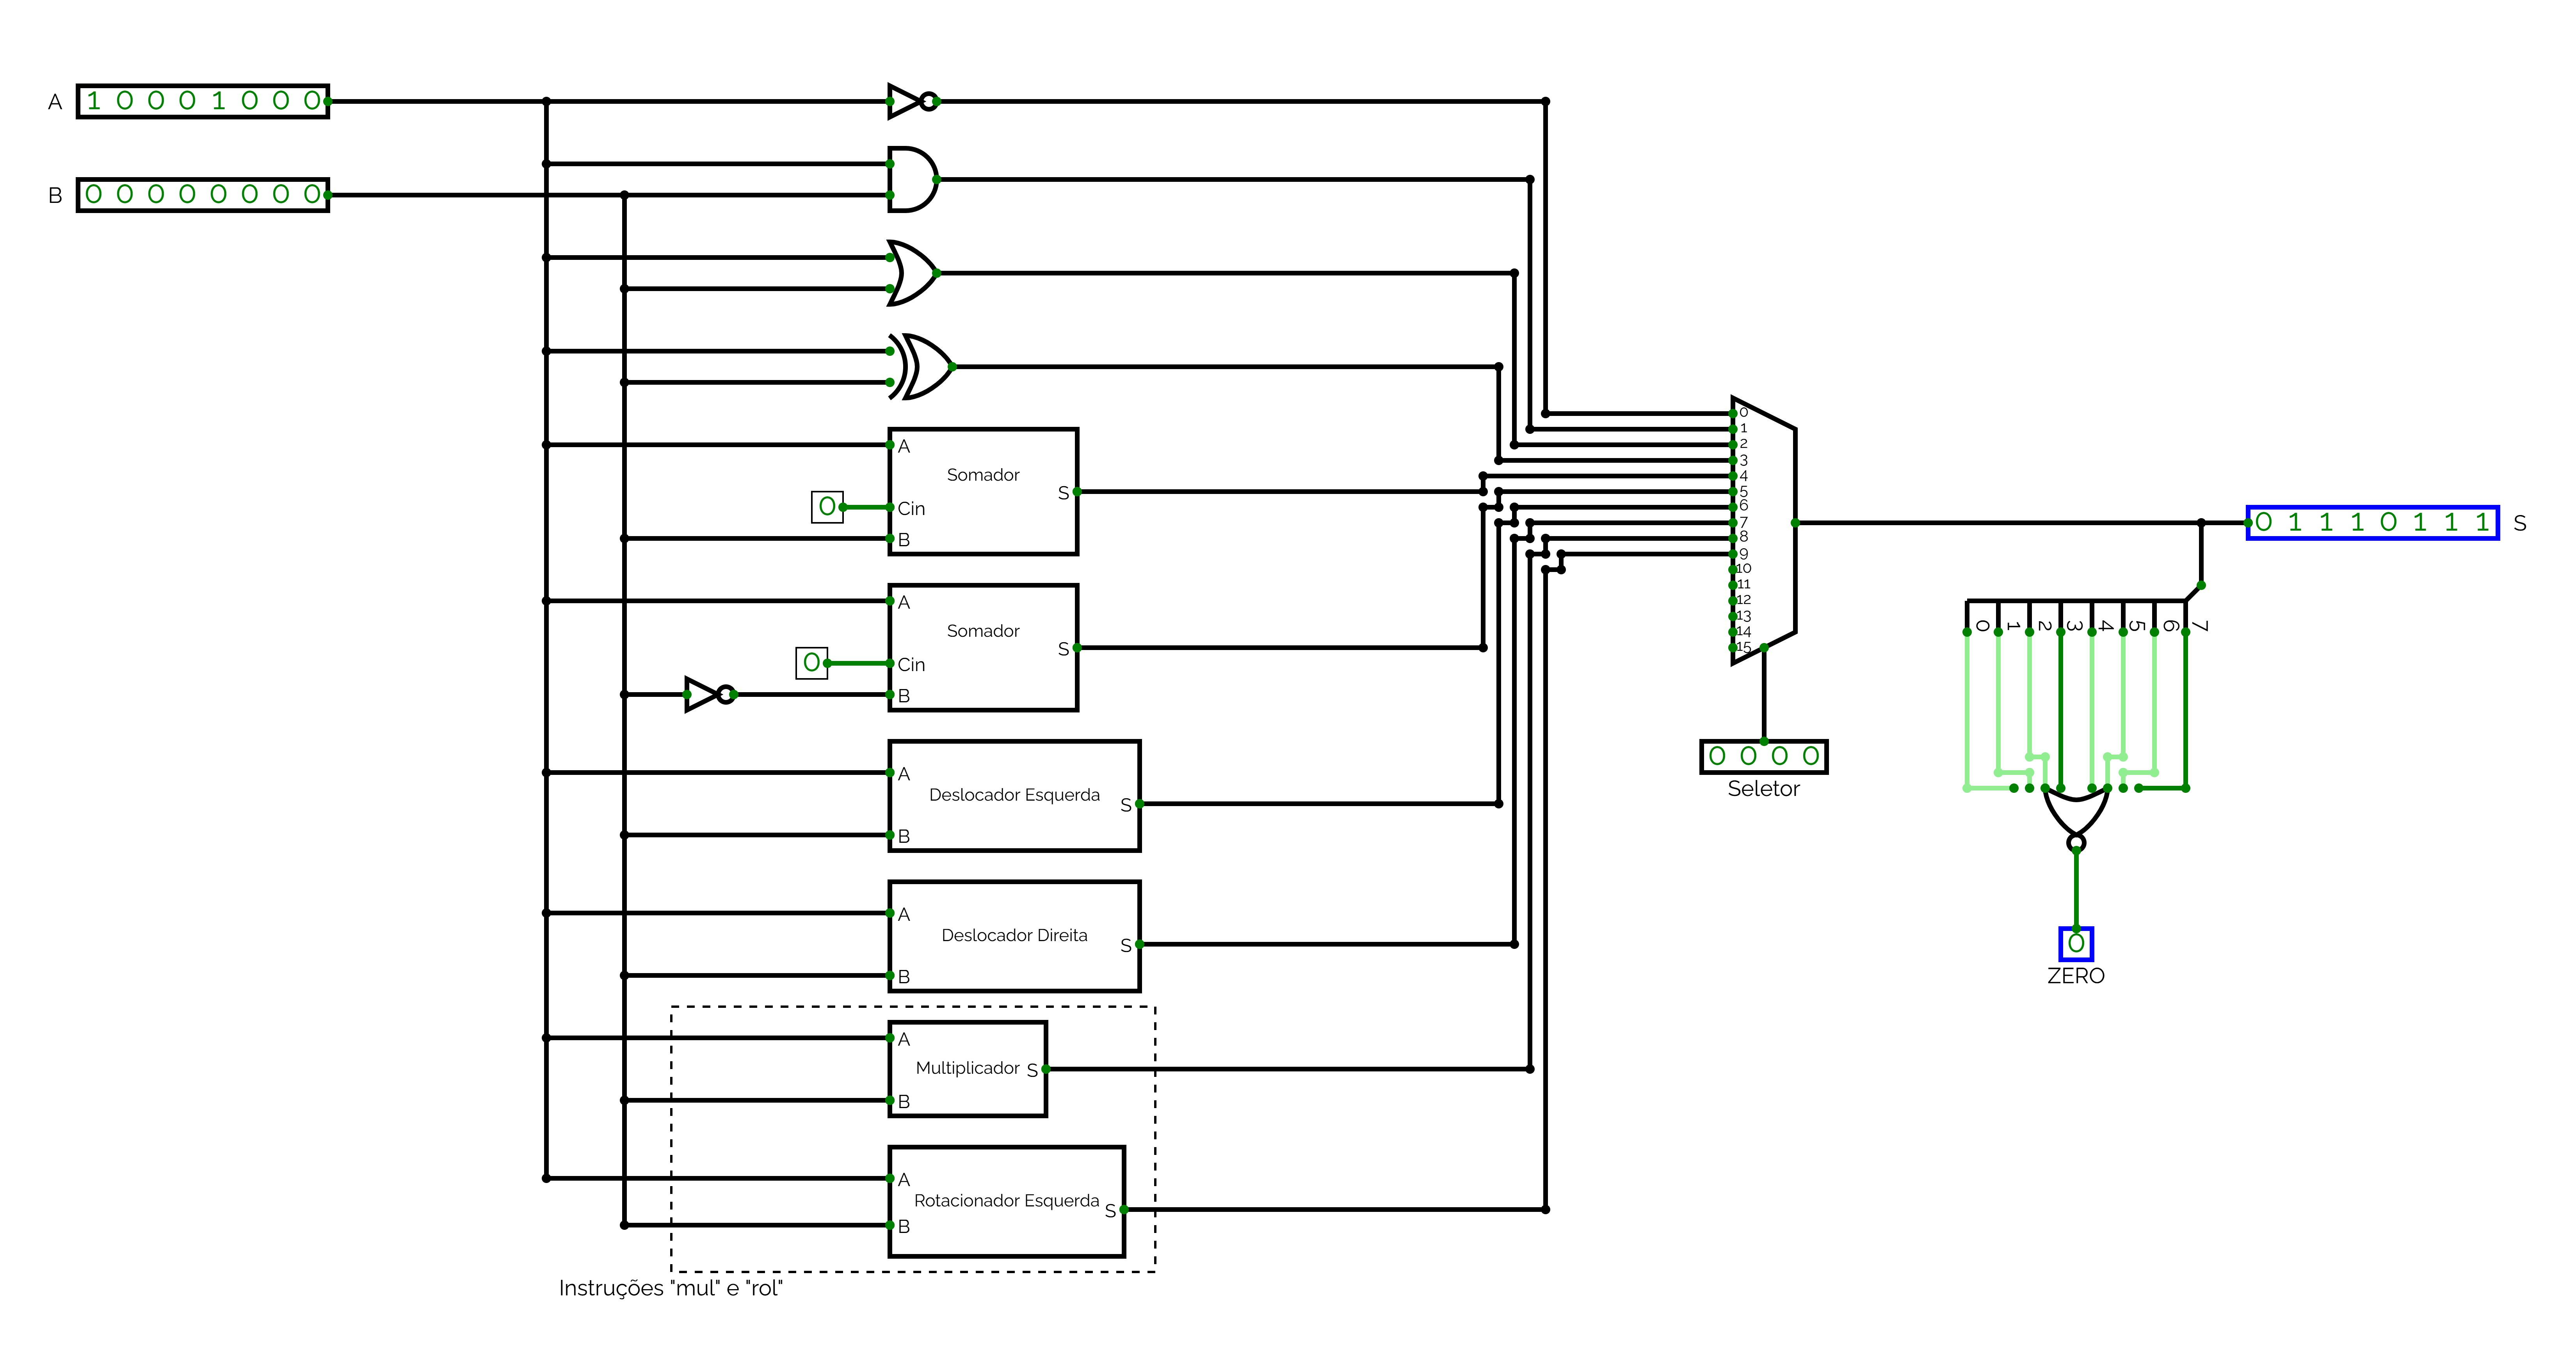 A 1 0 0 0 1 0 0 0
B 0 0 0 0 0 0 0 0
A
Somador
S
0
Cin
B
A
Somador
S
0
Cin
B
A
Deslocador Esquerda
S
B
A
Deslocador Direita
S
B
A
Multiplicador
S
B
A
Rotacionador Esquerda
S
B
Instruções "mul" e "rol"
0
1
2
3
4
5
6
7
8
9
10
11
12
13
14
15
0 0 0 0
Seletor
0 1 1 1 0 1 1 1 S
0 1 2 3 4 5 6 7
0
ZERO